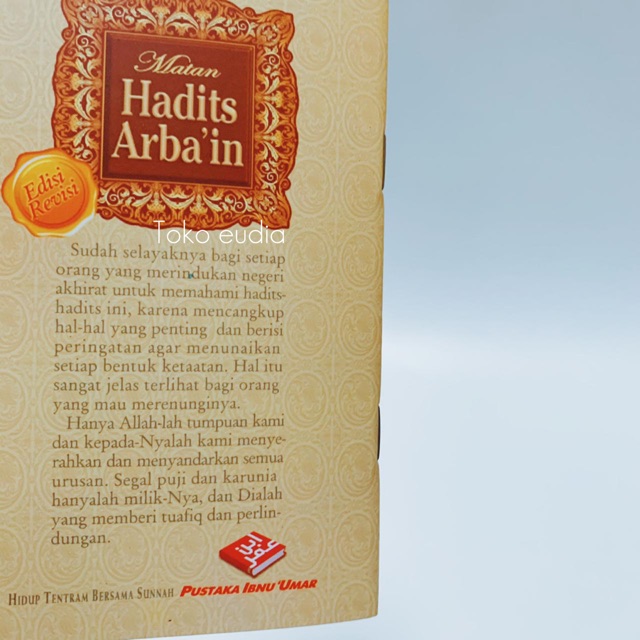 Matan
Hadits
Arba'in
Edisi
Revisi
Toko eudia
Sudah selayaknya bagi setiap
orang yang merindukan negeri
akhirat untuk memahami hadits-
hadits ini, karena mencangkup
hal-hal yang penting dan berisi
peringatan agar menunaikan
setiap bentuk ketaatan. Hal itu
sangat jelas terlihat bagi orang
yang mau merenunginya.
Hanya Allah-lah tumpuan kami
dan kepada-Nyalah kami menye-
rahkan dan menyandarkan semua
urusan. Segal puji dan karunia
hanyalah milik-Nya, dan Dialah
yang memberi tuafiq dan perlin-
dungan.
ابن
عمر
HIDUP TENTRAM BERSAMA SUNNAH PUSTAKA IBNU 'UMAR